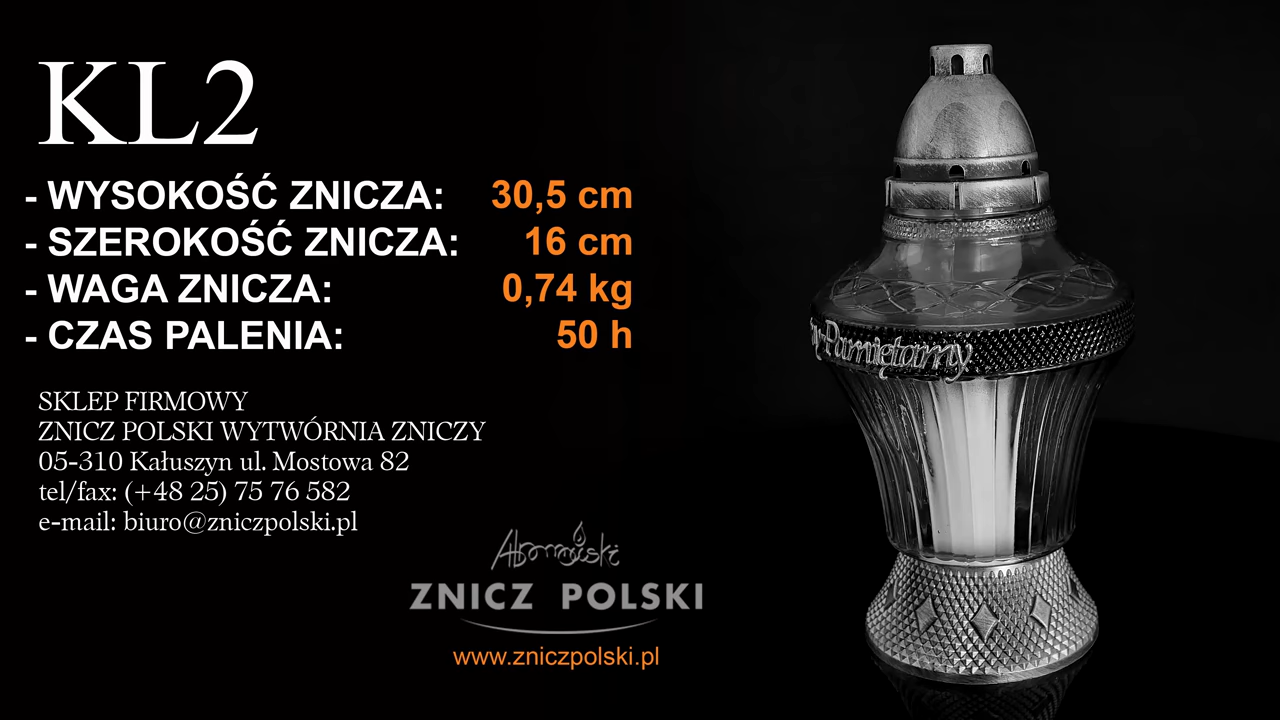 KL2
- WYSOKOŚĆ ZNICZA: 30,5 cm
- SZEROKOŚĆ ZNICZA: 16 cm
- WAGA ZNICZA: 0,74 kg
- CZAS PALENIA: 50 h
SKLEP FIRMOWY
ZNICZ POLSKI WYTWÓRNIA ZNICZY
05-310 Kałuszyn ul. Mostowa 82
tel/fax: (+48 25) 75 76 582
e-mail: biuro@zniczpolski.pl
Pamiętamy
ZNICZ POLSKI
www.zniczpolski.pl